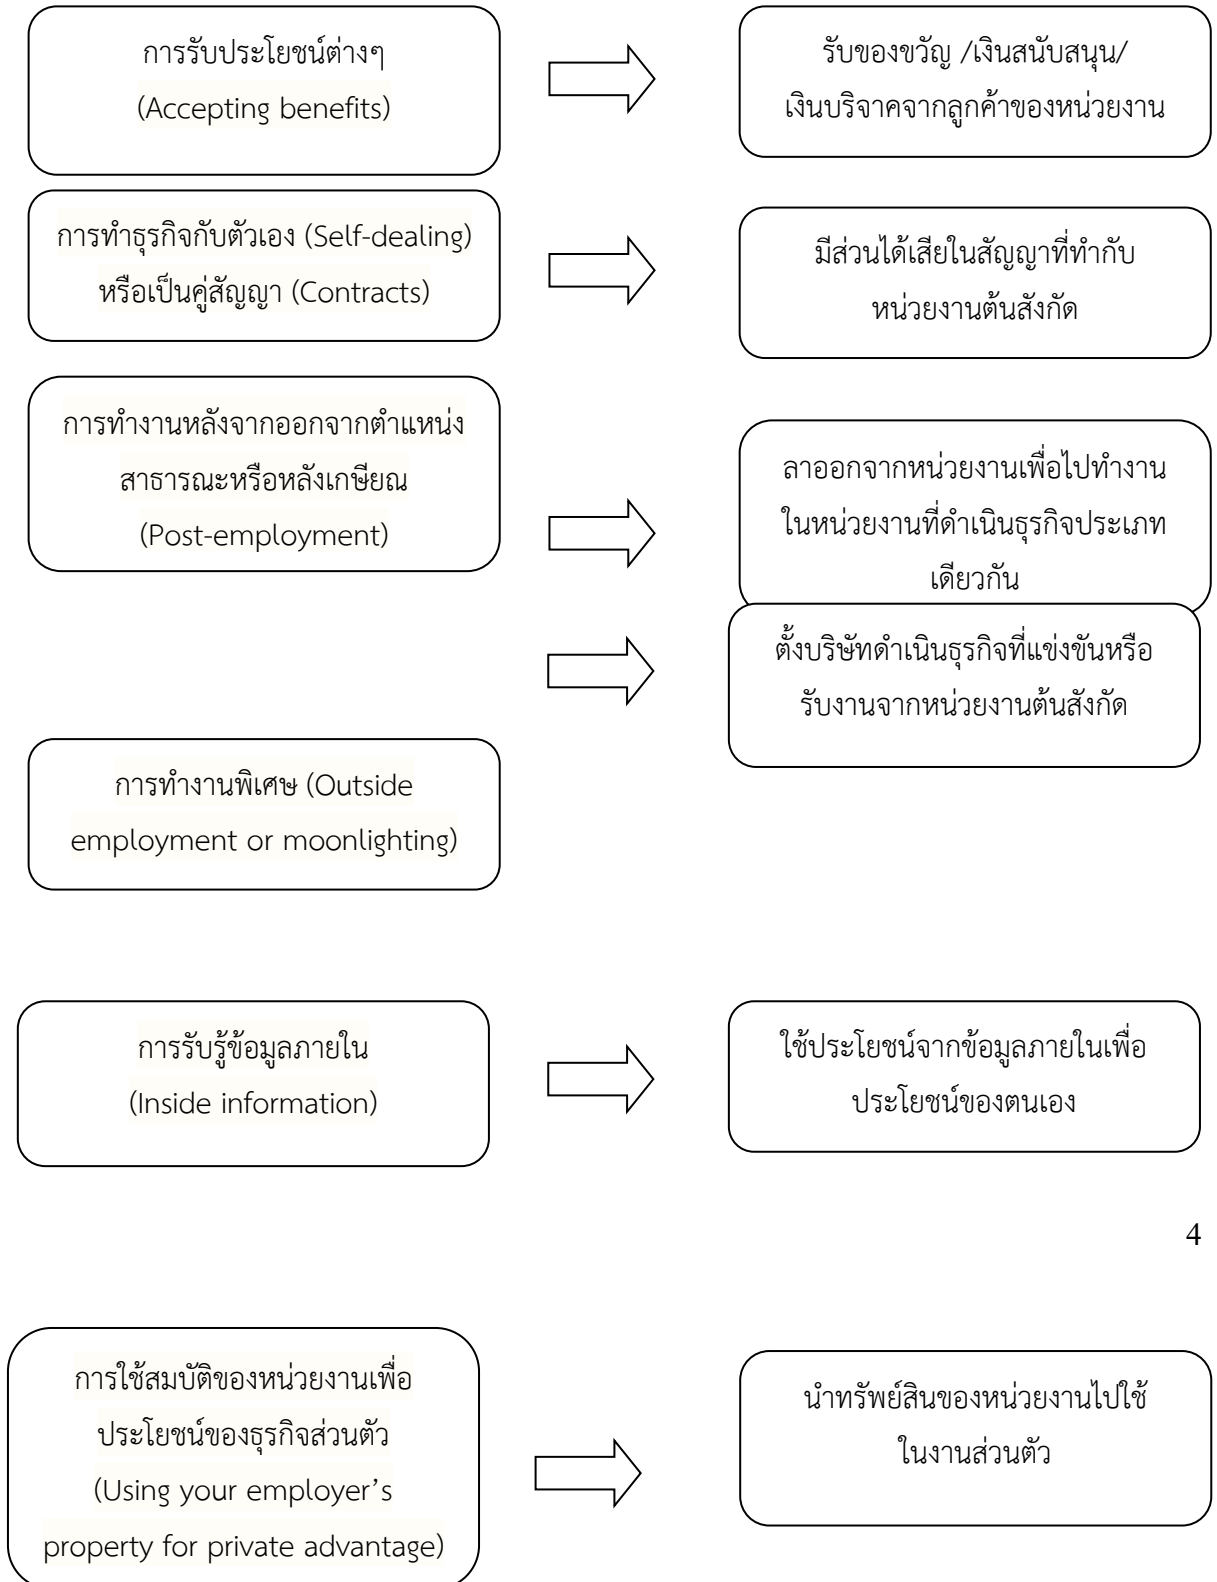 การรับประโยชน์ต่างๆ
(Accepting benefits)
รับของขวัญ /เงินสนับสนุน/
เงินบริจาคจากลูกค้าของหน่วยงาน
การทำธุรกิจกับตัวเอง (Self-dealing)
หรือเป็นคู่สัญญา (Contracts)
มีส่วนได้เสียในสัญญาที่ทำกับ
หน่วยงานต้นสังกัด
การทำงานหลังจากออกจากตำแหน่ง
สาธารณะหรือหลังเกษียณ
(Post-employment)
ลาออกจากหน่วยงานเพื่อไปทำงาน
ในหน่วยงานที่ดำเนินธุรกิจประเภท
เดียวกัน
ตั้งบริษัทดำเนินธุรกิจที่แข่งขันหรือ
รับงานจากหน่วยงานต้นสังกัด
การทำงานพิเศษ (Outside
employment or moonlighting)
การรับรู้ข้อมูลภายใน
(Inside information)
ใช้ประโยชน์จากข้อมูลภายในเพื่อ
ประโยชน์ของตนเอง
4
การใช้สมบัติของหน่วยงานเพื่อ
ประโยชน์ของธุรกิจส่วนตัว
(Using your employer’s
property for private advantage)
นำทรัพย์สินของหน่วยงานไปใช้
ในงานส่วนตัว